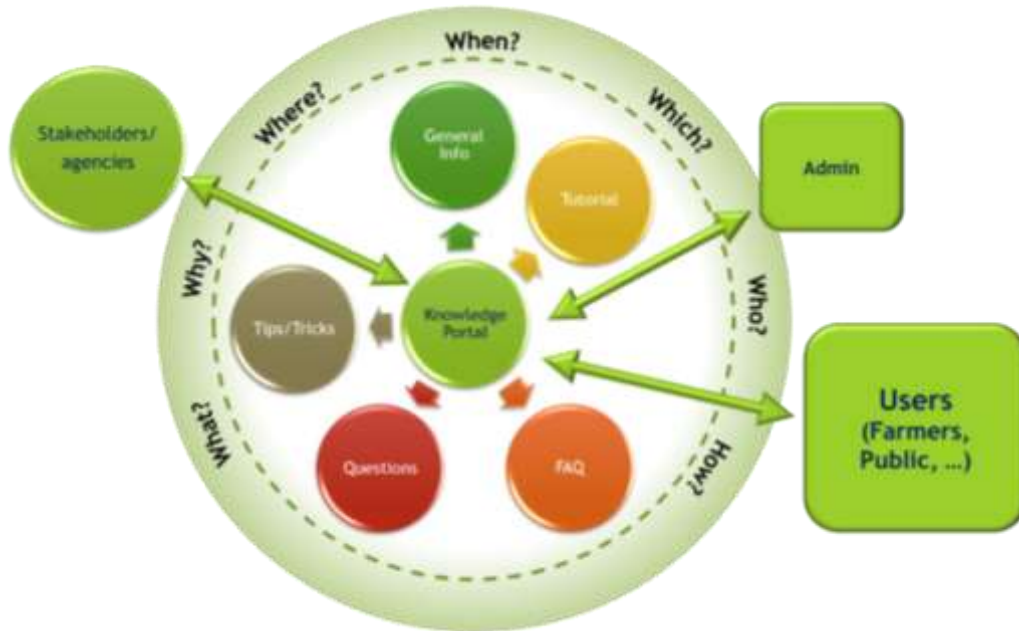 When?
Where?
Which?
Stakeholders/
agencies
General
Info
Admin
Tutorial
Why?
Who?
Tips/Tricks
Knowledge
Portal
Users
(Farmers,
Public, …)
What?
How?
Questions
FAQ